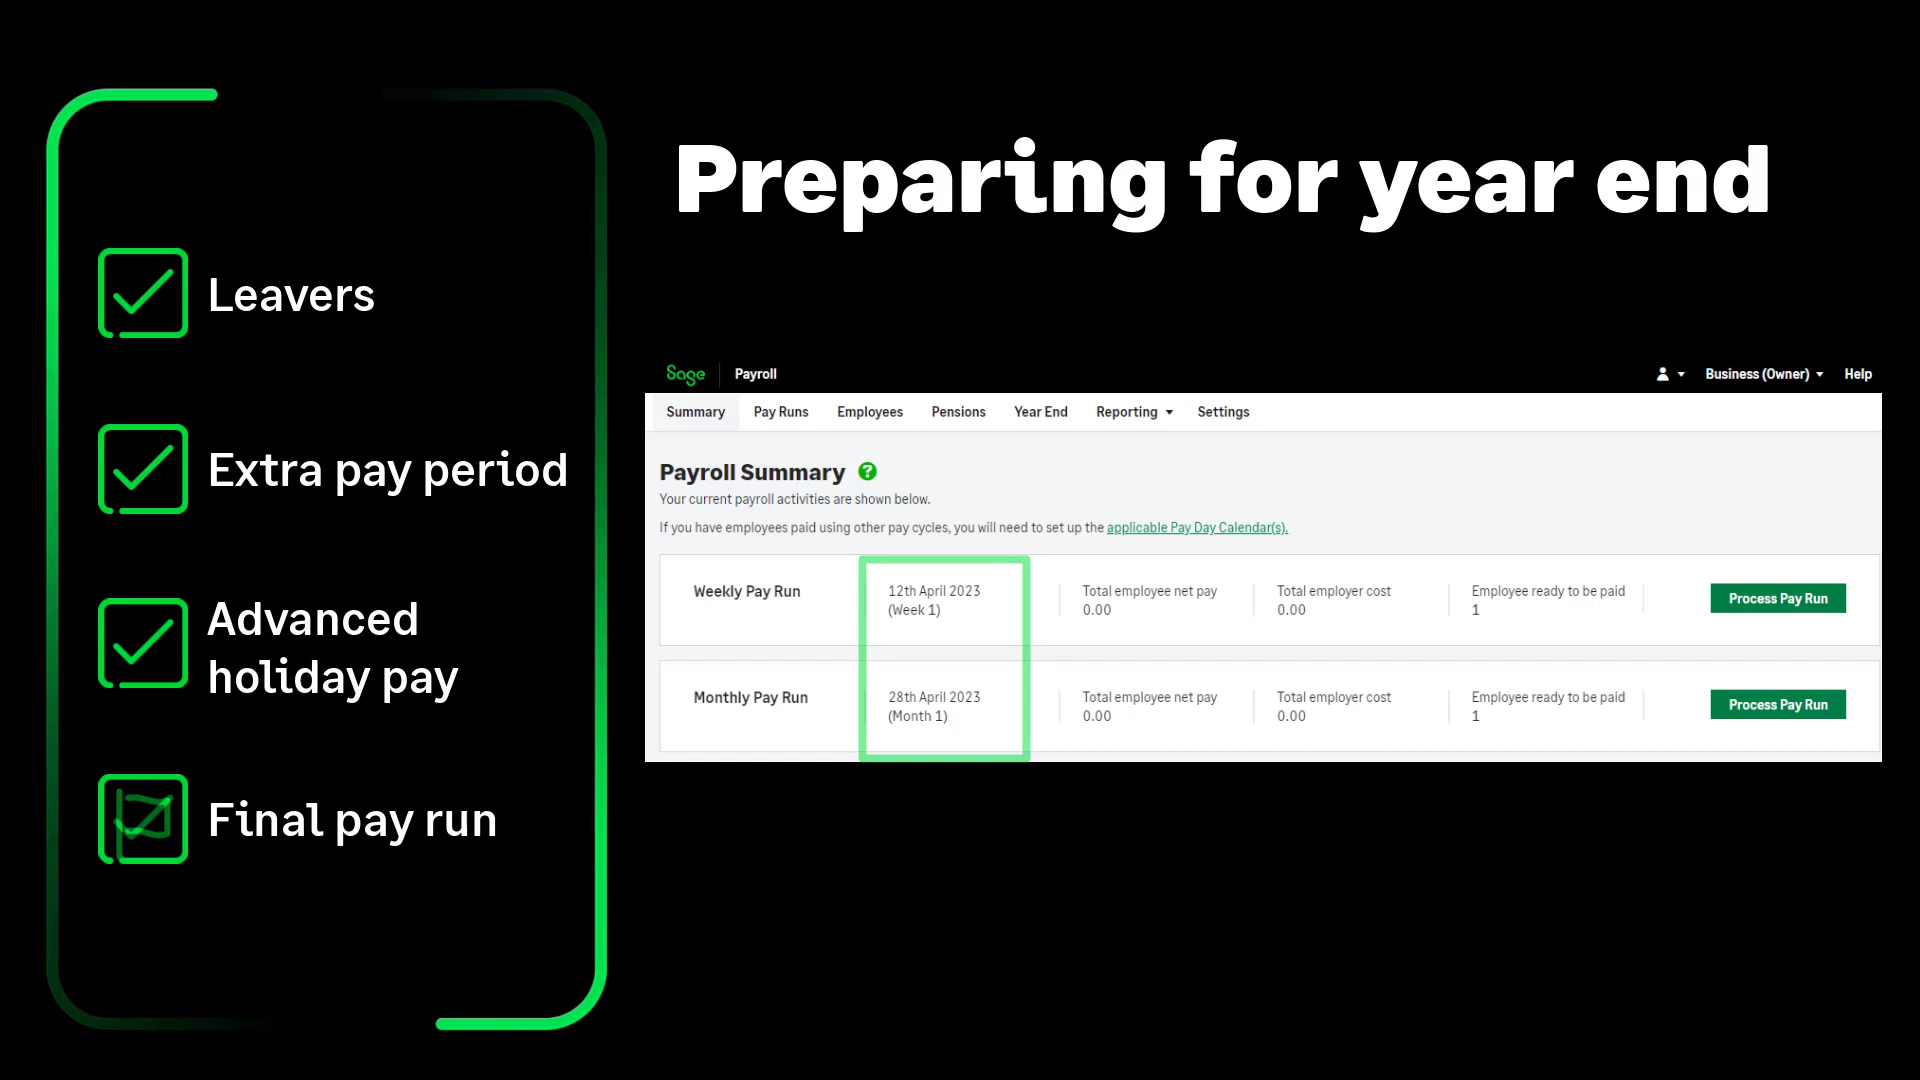 Preparing for year end
Leavers
Extra pay period
Advanced
holiday pay
Final pay run
Sage
Payroll
Business (Owner)
Help
Summary
Pay Runs
Employees
Pensions
Year End
Reporting
Settings
Payroll Summary ?
Your current payroll activities are shown below.
If you have employees paid using other pay cycles, you will need to set up the applicable Pay Day Calendar(s).
Weekly Pay Run
12th April 2023
(Week 1)
Total employee net pay
0.00
Total employer cost
0.00
Employee ready to be paid
1
Process Pay Run
Monthly Pay Run
28th April 2023
(Month 1)
Total employee net pay
0.00
Total employer cost
0.00
Employee ready to be paid
1
Process Pay Run